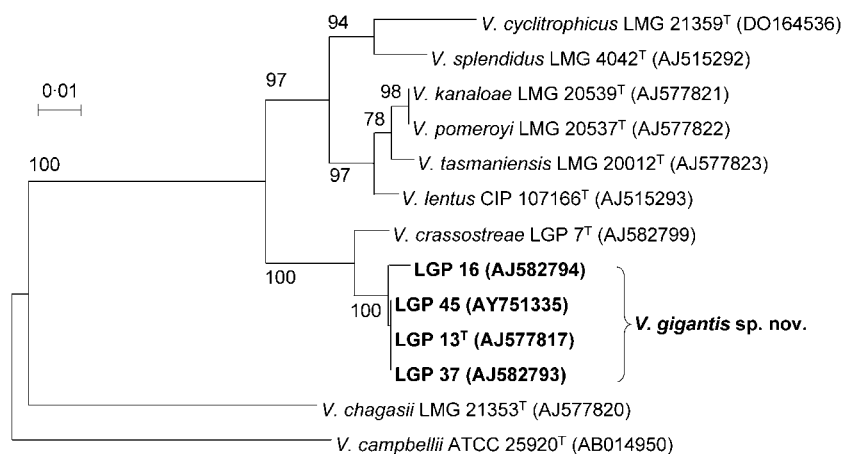 94
V. cyclitrophicus LMG 21359T (DO164536)
V. splendidus LMG 4042T (AJ515292)
97
98
V. kanaloae LMG 20539T (AJ577821)
0·01
78
V. pomeroyi LMG 20537T (AJ577822)
V. tasmaniensis LMG 20012T (AJ577823)
100
97
V. lentus CIP 107166T (AJ515293)
V. crassostreae LGP 7T (AJ582799)
100
LGP 16 (AJ582794)
100
LGP 45 (AY751335)
V. gigantis sp. nov.
LGP 13T (AJ577817)
LGP 37 (AJ582793)
V. chagasii LMG 21353T (AJ577820)
V. campbellii ATCC 25920T (AB014950)